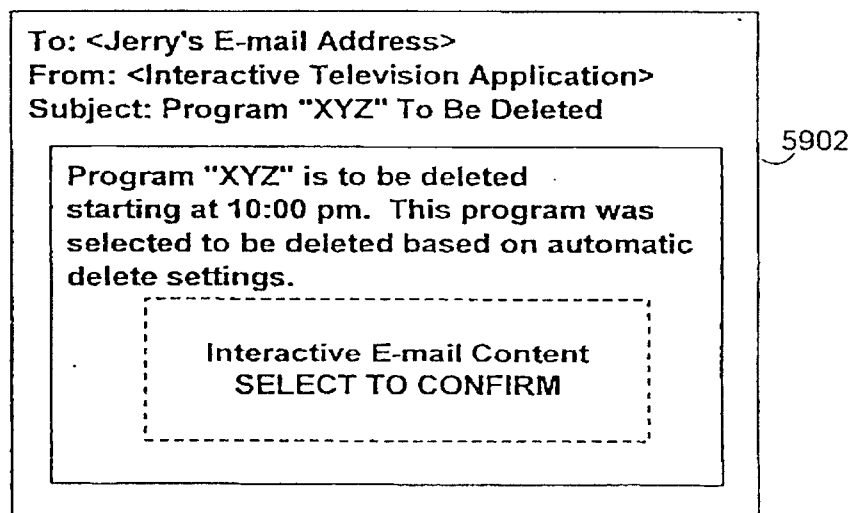 To: <Jerry's E-mail Address>
From: <Interactive Television Application>
Subject: Program "XYZ" To Be Deleted
5902
Program "XYZ" is to be deleted
starting at 10:00 pm.  This program was
selected to be deleted based on automatic
delete settings.
Interactive E-mail Content
SELECT TO CONFIRM